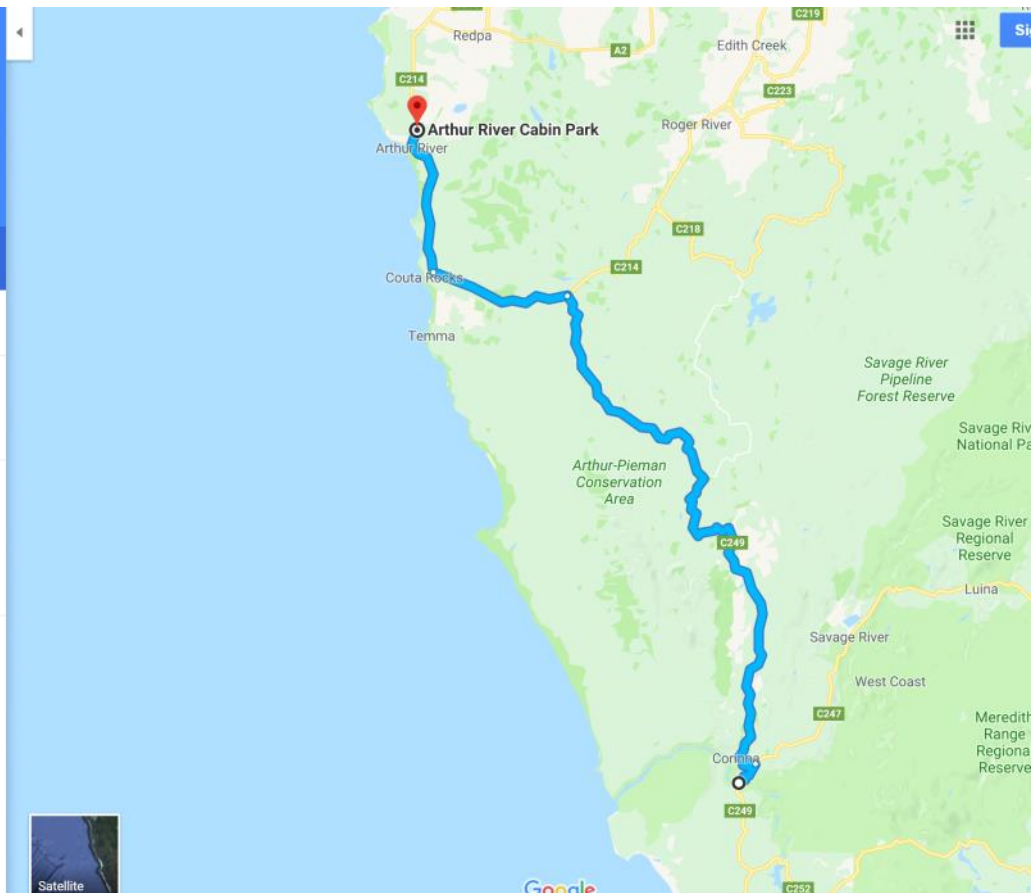 C219
Redpa
Edith Creek
Si
A2
C214
C223
Arthur River Cabin Park
Roger River
Arthur River
C218
C214
Couta Rocks
Temma
Savage River
Pipeline
Forest Reserve
Savage Riv
National Pa
Arthur-Pieman
Conservation
Area
Savage River
Regional
Reserve
C249
Luina
Savage River
West Coast
C247
Meredith
Range
Regiona
Reserve
Corinna
C249
Satellite
Google
C252